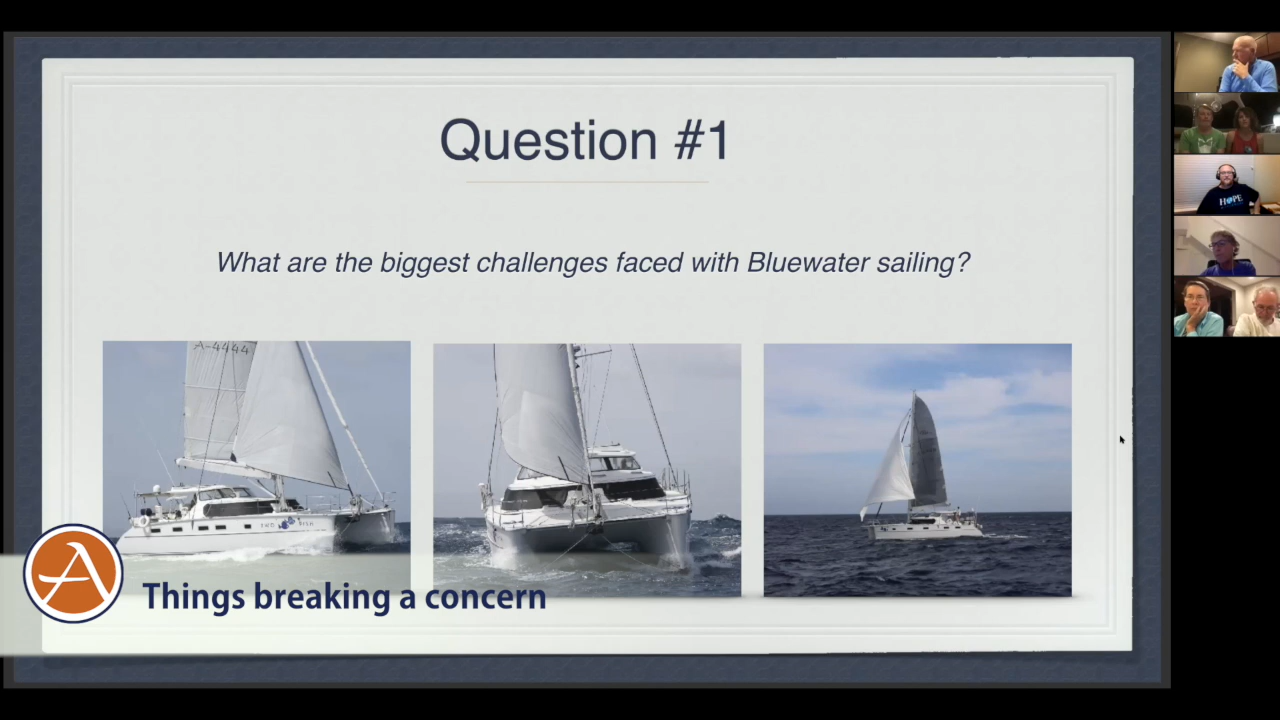 Question #1
What are the biggest challenges faced with Bluewater sailing?
A-4444
HOPE
Things breaking a concern